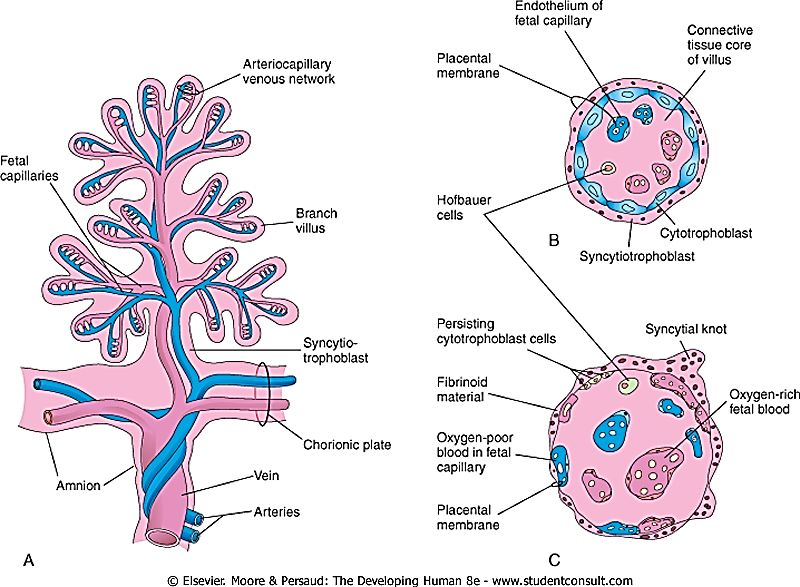 Arteriocapillary
venous network
Fetal
capillaries
Branch
villus
Syncytio-
trophoblast
Chorionic plate
Amnion
Vein
Arteries
A
Endothelium of
fetal capillary
Connective
tissue core
of villus
Placental
membrane
Hofbauer
cells
Cytotrophoblast
B
Syncytiotrophoblast
Persisting
cytotrophoblast cells
Syncytial knot
Fibrinoid
material
Oxygen-rich
fetal blood
Oxygen-poor
blood in fetal
capillary
Placental
membrane
C
© Elsevier. Moore & Persaud: The Developing Human 8e - www.studentconsult.com